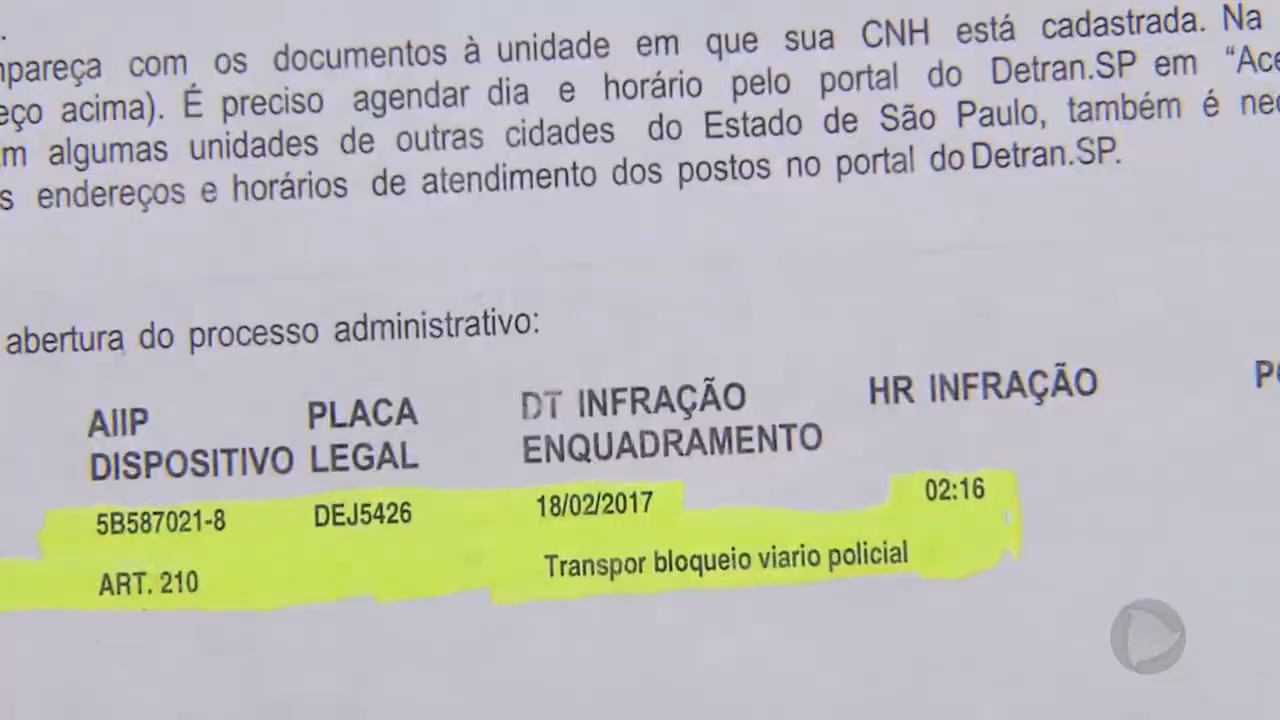 com os documentos à unidade em que sua CNH está cadastrada. Na
acima). É preciso agendar dia e horário pelo portal do Detran.SP em “Ace
m algumas unidades de outras cidades do Estado de São Paulo, também é nec
s endereços e horários de atendimento dos postos no portal do Detran.SP.
abertura do processo administrativo:
AIIP PLACA DT INFRAÇÃO HR INFRAÇÃO
DISPOSITIVO LEGAL ENQUADRAMENTO
5B587021-8 DEJ5426 18/02/2017 02:16
ART. 210 Transpor bloqueio viario policial